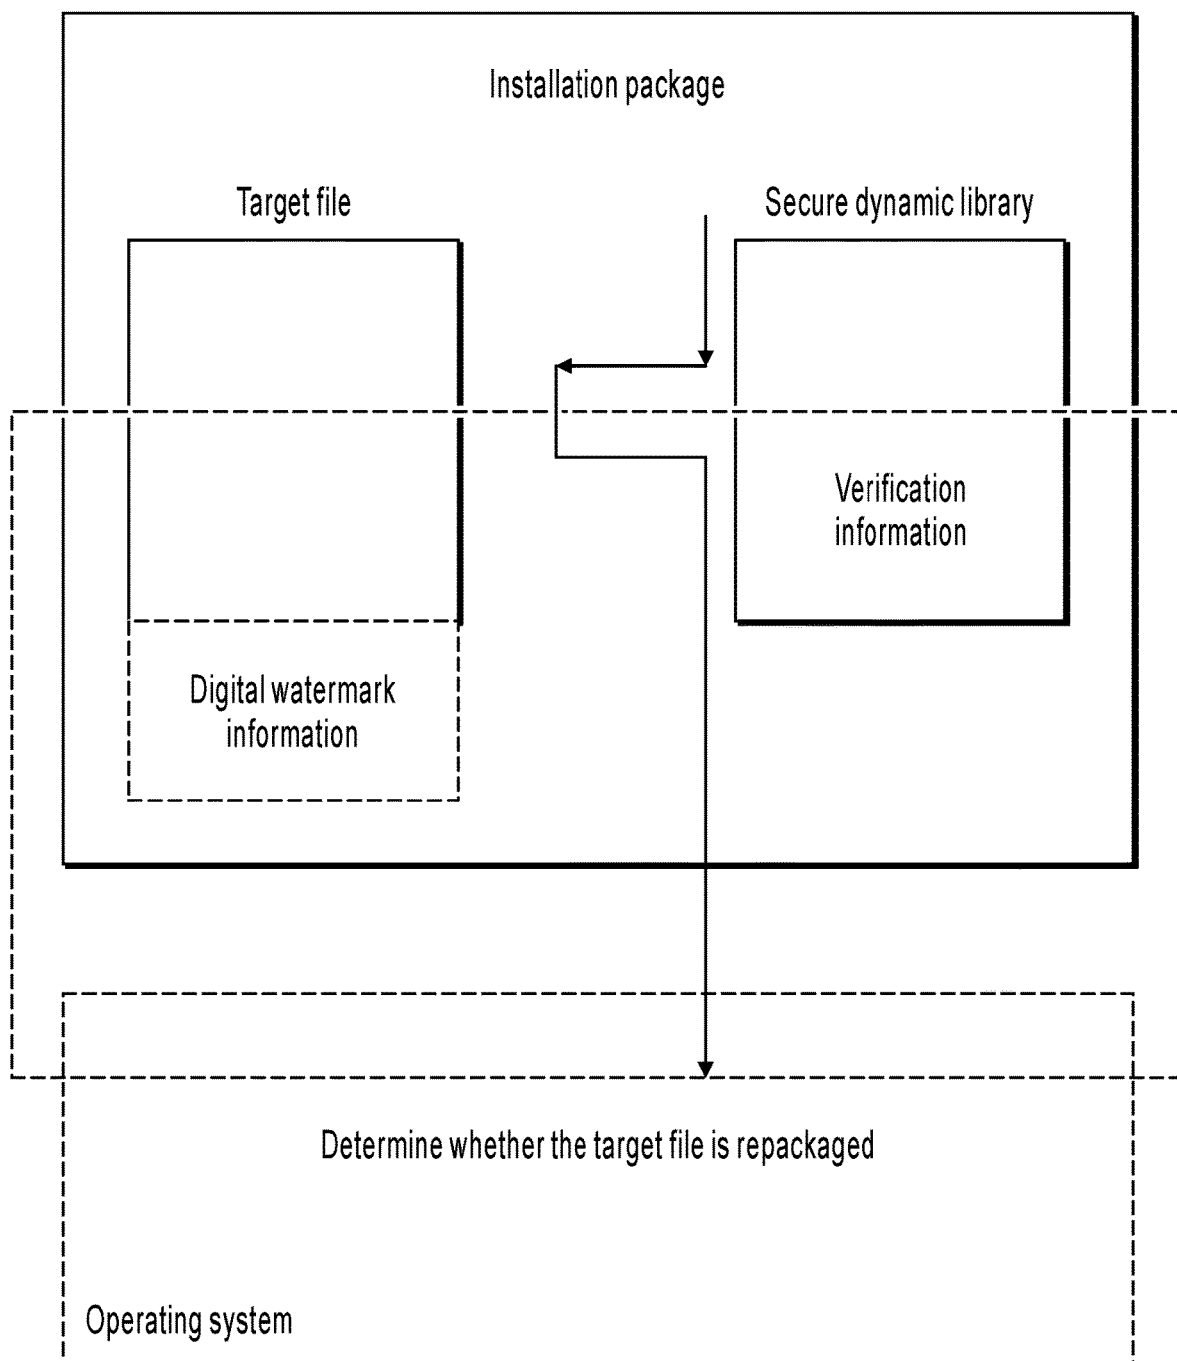 Installation package
Target file
Secure dynamic library
Verification
information
Digital watermark
information
Determine whether the target file is repackaged
Operating system